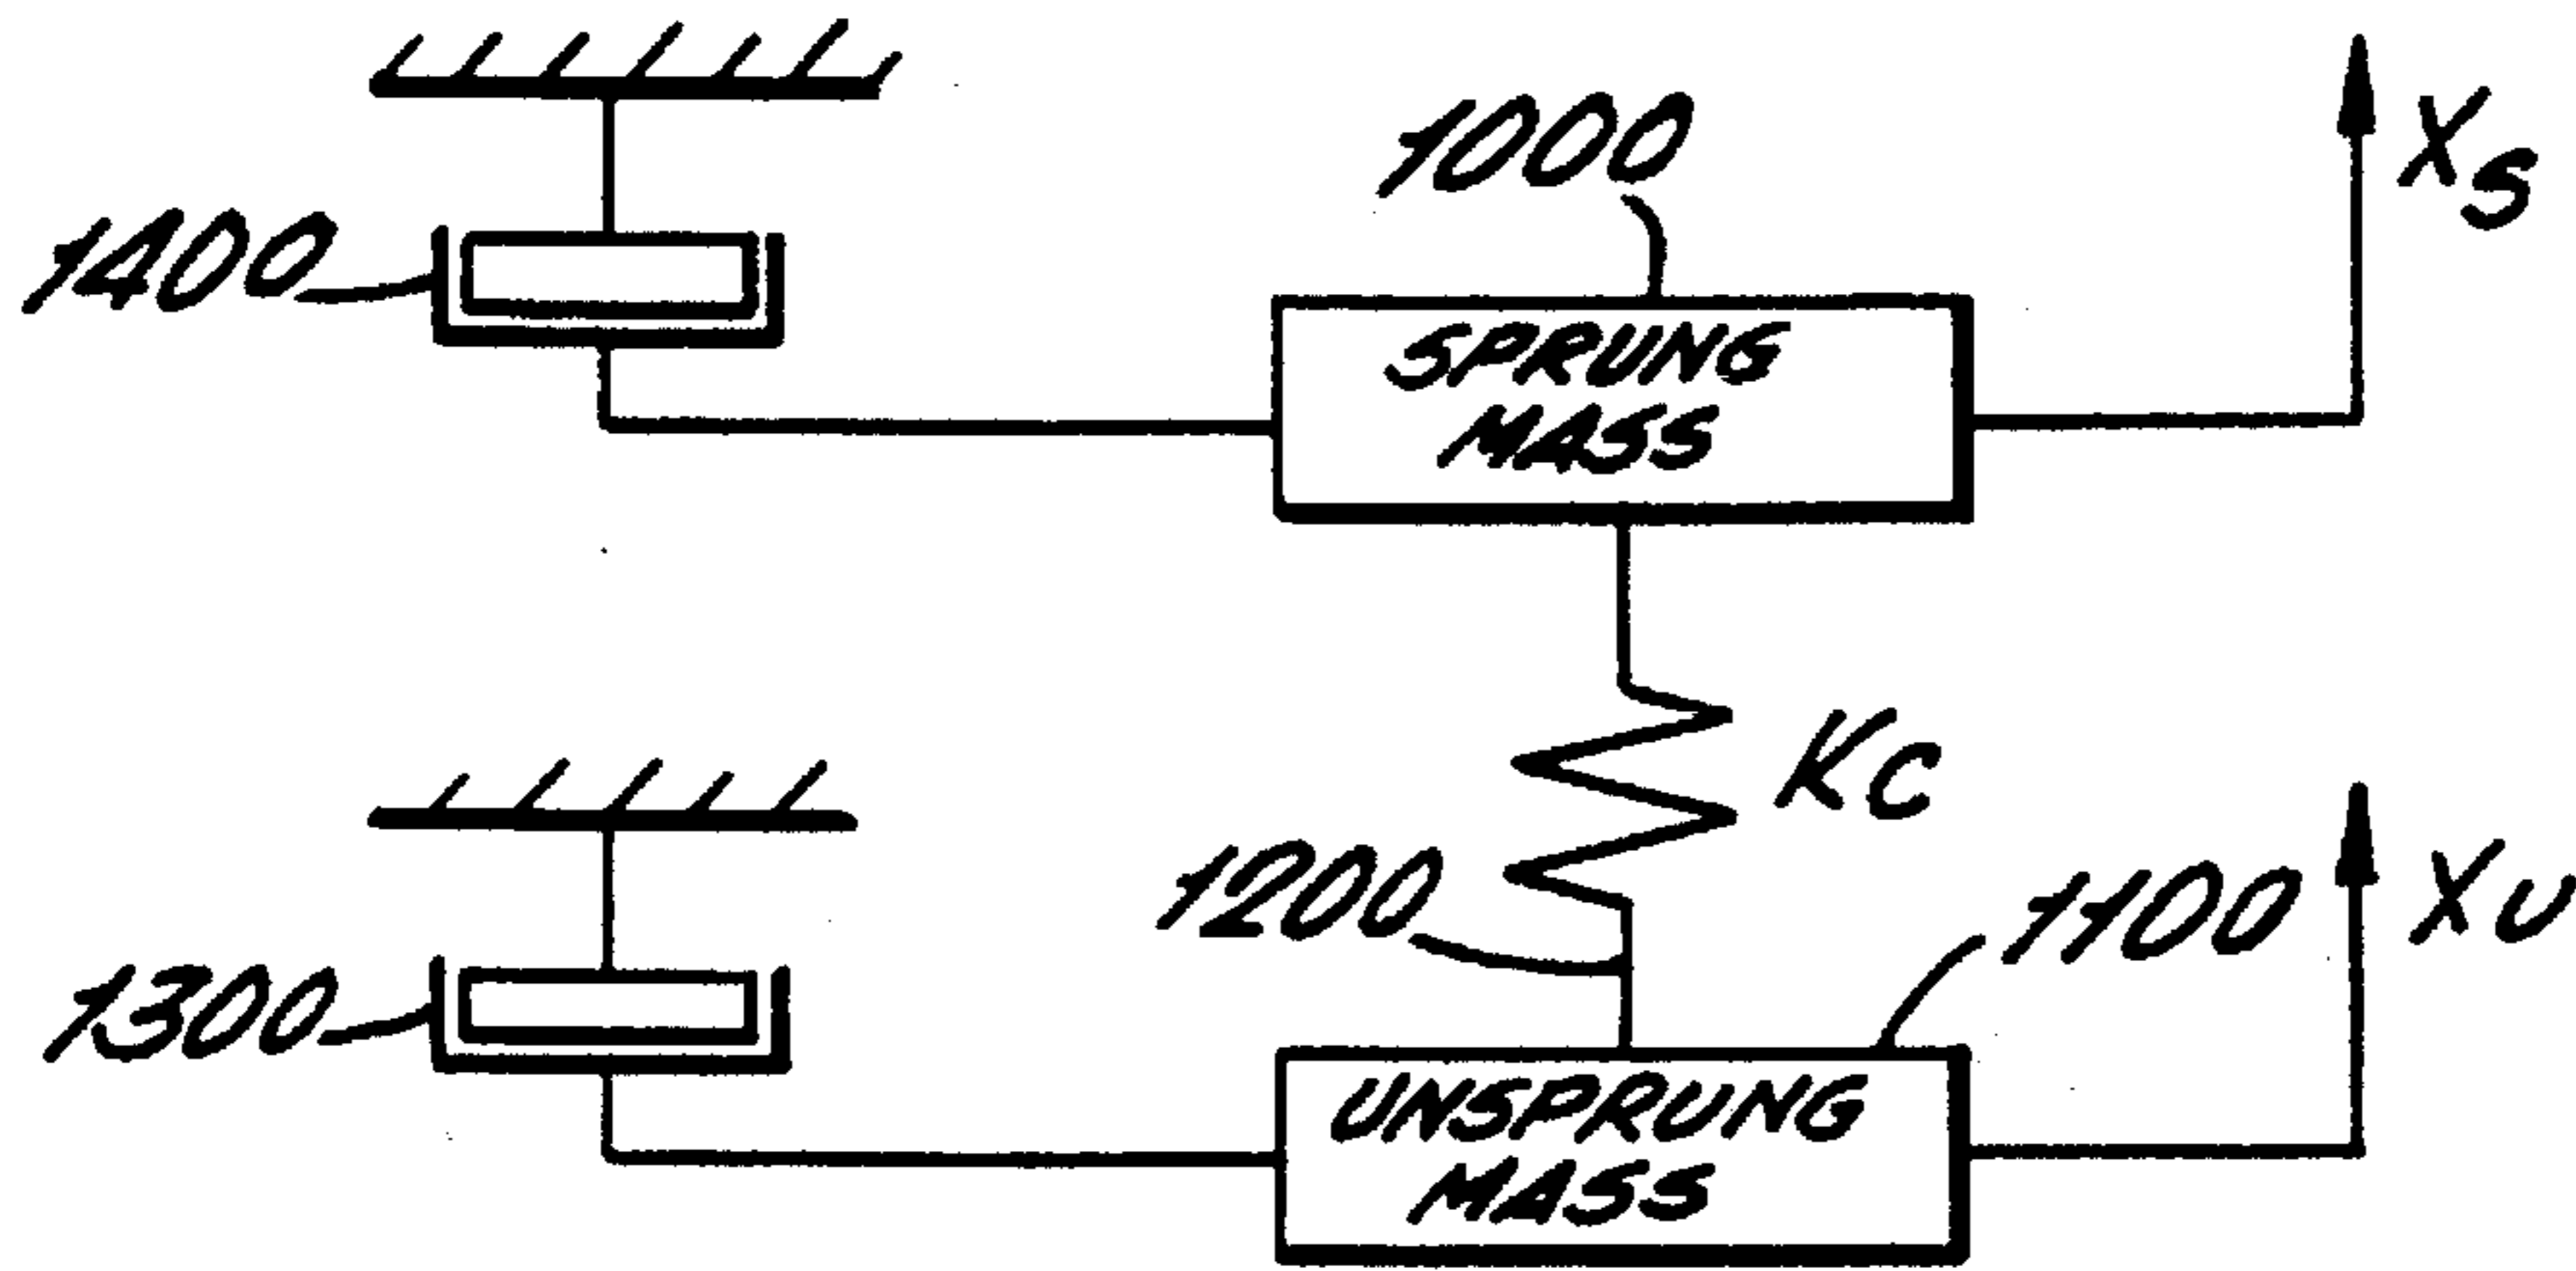 1000
XS
1400
SPRUNG
MASS
KC
1200
1100
XU
1300
UNSPRUNG
MASS